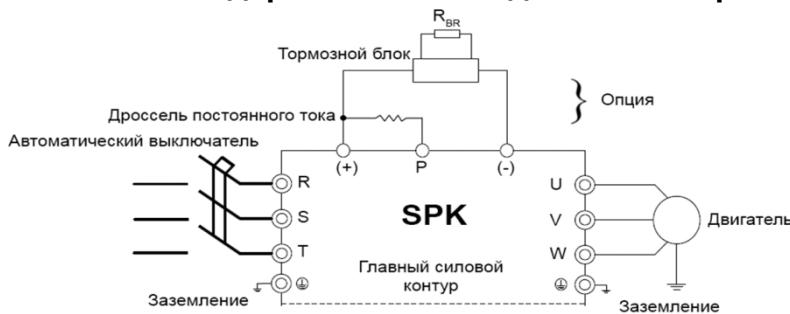 R_BR
Тормозной блок
Опция
Дроссель постоянного тока
Автоматический выключатель
(+)
P
(-)
R
U
S
SPK
V
Двигатель
T
W
Главный силовой
контур
Заземление
Заземление